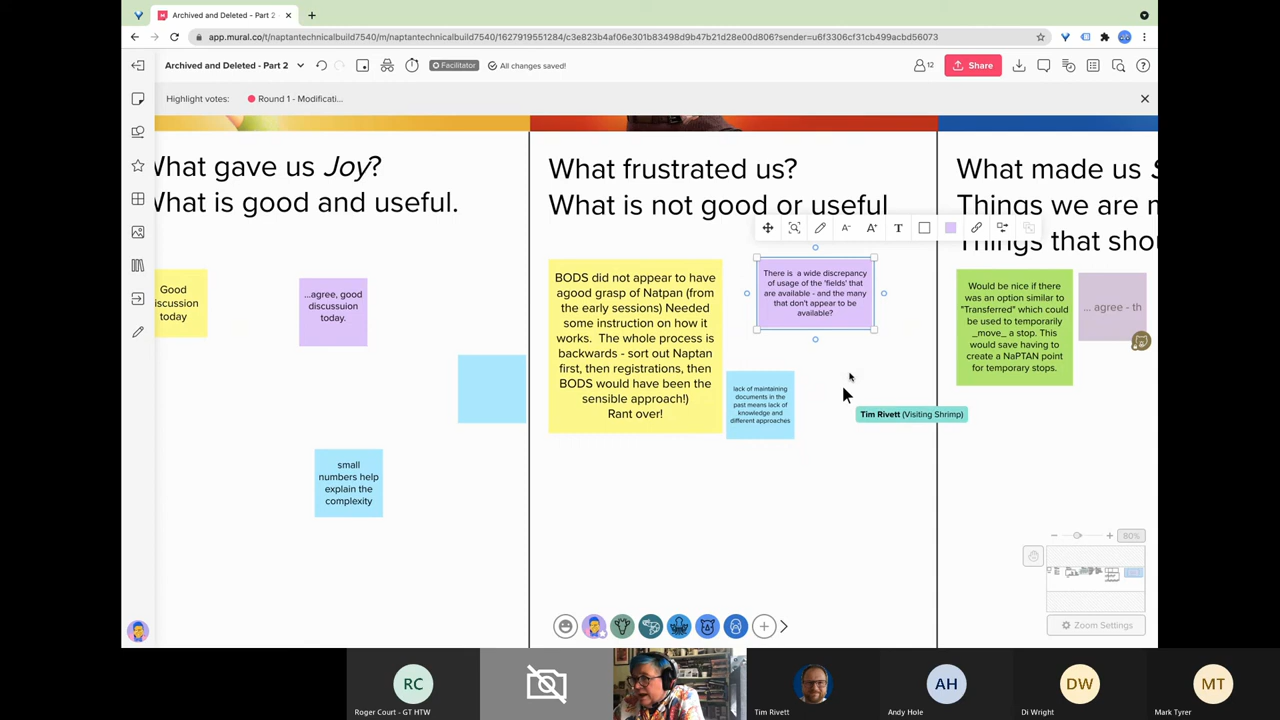 Archived and Deleted - Part 2
app.mural.co/t/naptantechnicalbuild7540/m/naptantechnicalbuild7540/1627919551284/c3e823b4af06e301b83498d9b47b21d28e00d806?sender=u6f3306cf31cb499acbd56073
Archived and Deleted - Part 2
Facilitator
All changes saved!
12
Share
Highlight votes:
Round 1 - Modificati...
What gave us Joy?
What is good and useful.
What frustrated us?
What is not good or useful
What made us S
Things we are m
Things that shou
Good
iscussion
today
...agree, good
discussuion
today.
small
numbers help
explain the
complexity
BODS did not appear to have
agood grasp of Natpan (from
the early sessions) Needed
some instruction on how it
works. The whole process is
backwards - sort out Naptan
first, then registrations, then
BODS would have been the
sensible approach!)
Rant over!
There is a wide discrepancy
of usage of the 'fields' that
are available - and the many
that don't appear to be
available?
lack of maintaining
documents in the
past means lack of
knowledge and
different approaches
Tim Rivett (Visiting Shrimp)
Would be nice if there
was an option similar to
"Transferred" which could
be used to temporarily
_move_ a stop. This
would save having to
create a NaPTAN point
for temporary stops.
... agree - th
80%
Zoom Settings
RC
Roger Court - GT HTW
Tim Rivett
AH
Andy Hole
DW
Di Wright
MT
Mark Tyrer